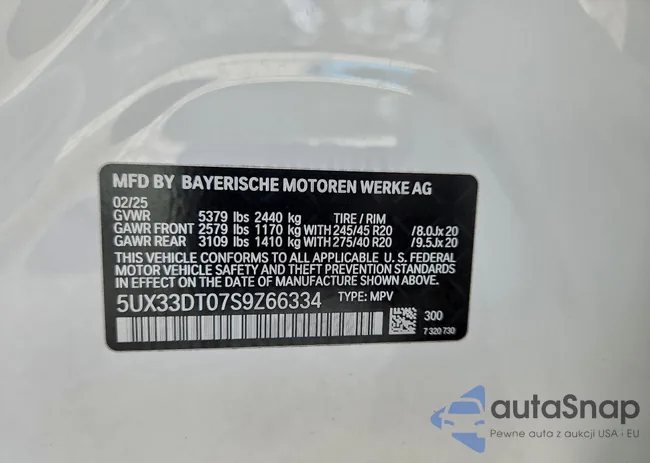 MFD BY BAYERISCHE MOTOREN WERKE AG
02/25
GVWR 5379 lbs 2440 kg TIRE / RIM
GAWR FRONT 2579 lbs 1170 kg WITH 245/45 R20 /8.0Jx20
GAWR REAR 3109 lbs 1410 kg WITH 275/40 R20 /9.5Jx20
THIS VEHICLE CONFORMS TO ALL APPLICABLE U. S. FEDERAL
MOTOR VEHICLE SAFETY, BUMPER, AND THEFT PREVENTION
STANDARDS IN EFFECT ON THE DATE OF MANUFACTURE SHOWN ABOVE.
5UX33DT07S9Z66334 TYPE: MPV
300
7 320 730
autoSnap
Pewne auta z aukcji USA i EU